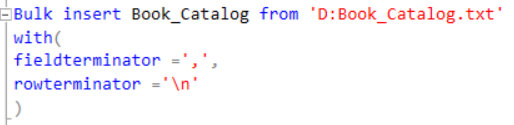 Bulk insert Book_Catalog from 'D:Book_Catalog.txt'
with(
fieldterminator =',',
rowterminator ='\n'
)